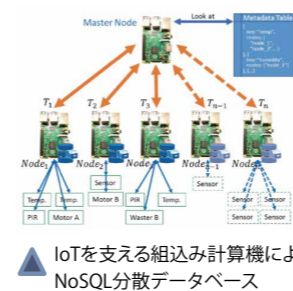 Master Node
Look at
Metadata Table
T₁
T₂
T₃
Tₙ₋₁
Tₙ
Node₁
Node₂
Node₃
Sensor
Temp.
Temp.
Motor B
Temp.
Temp.
Sensor
Sensor
Sensor
PIR
Motor A
PIR
Waster B
Sensor
Sensor
IoTを支える組込み計算機によ
NoSQL分散データベース